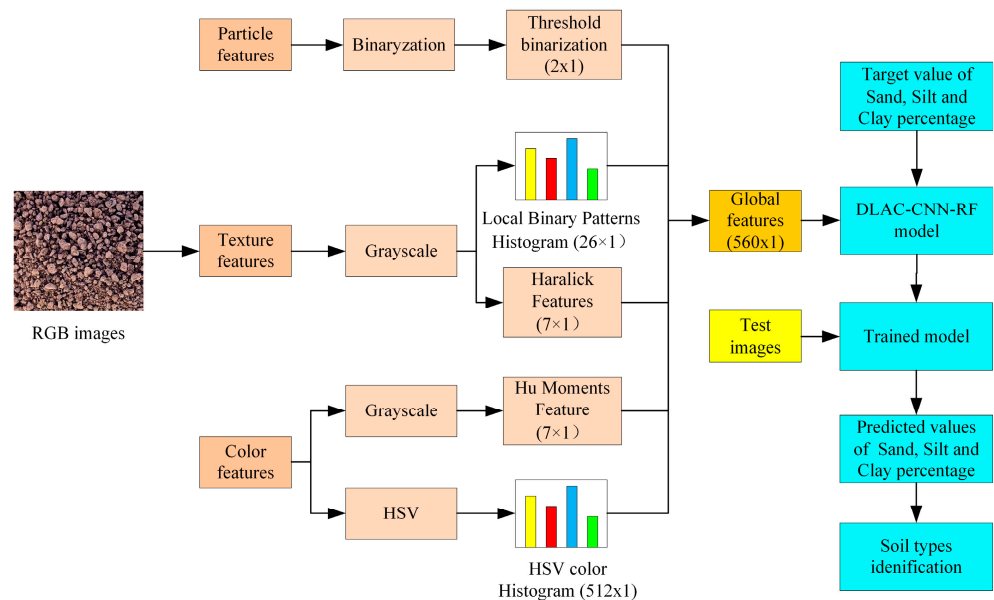 Particle
features
Binaryzation
Threshold
binarization
(2x1)
Target value of
Sand, Silt and
Clay percentage
RGB images
Texture
features
Grayscale
Local Binary Patterns
Histogram (26×1）
Haralick
Features
(7×1）
Global
features
(560x1)
DLAC-CNN-RF
model
Test
images
Trained model
Color
features
Grayscale
Hu Moments
Feature
(7×1）
HSV
HSV color
Histogram (512x1)
Predicted values
of Sand, Silt and
Clay percentage
Soil types
idenification